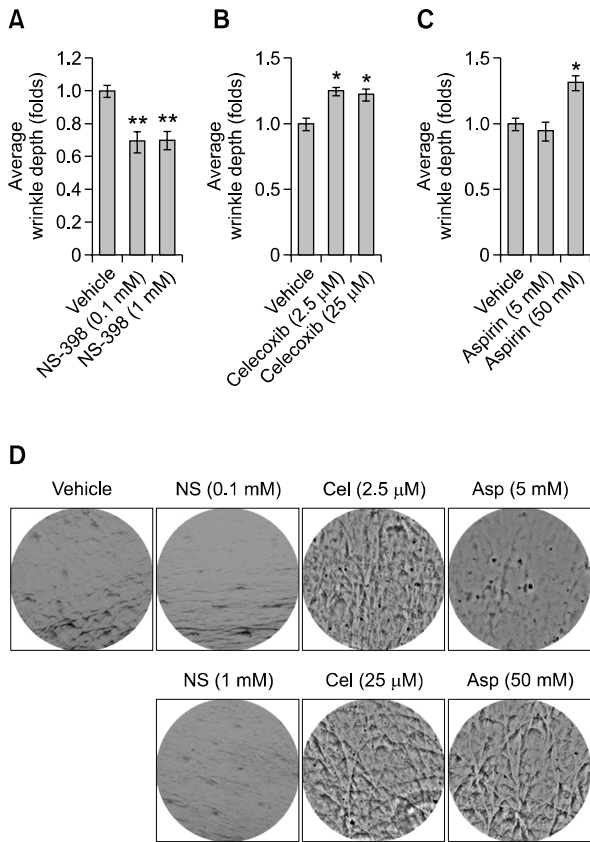 A
Average
wrinkle depth (folds)
1.2
1.0
0.8
0.6
0.4
0.2
0
**
**
Vehicle
NS-398 (0.1 mM)
NS-398 (1 mM)
B
Average
wrinkle depth (folds)
1.5
1.0
0.5
0
*
*
Vehicle
Celecoxib (2.5 μM)
Celecoxib (25 μM)
C
Average
wrinkle depth (folds)
1.5
1.0
0.5
0
*
Vehicle
Aspirin (5 mM)
Aspirin (50 mM)
D
Vehicle
NS (0.1 mM)
Cel (2.5 μM)
Asp (5 mM)
NS (1 mM)
Cel (25 μM)
Asp (50 mM)